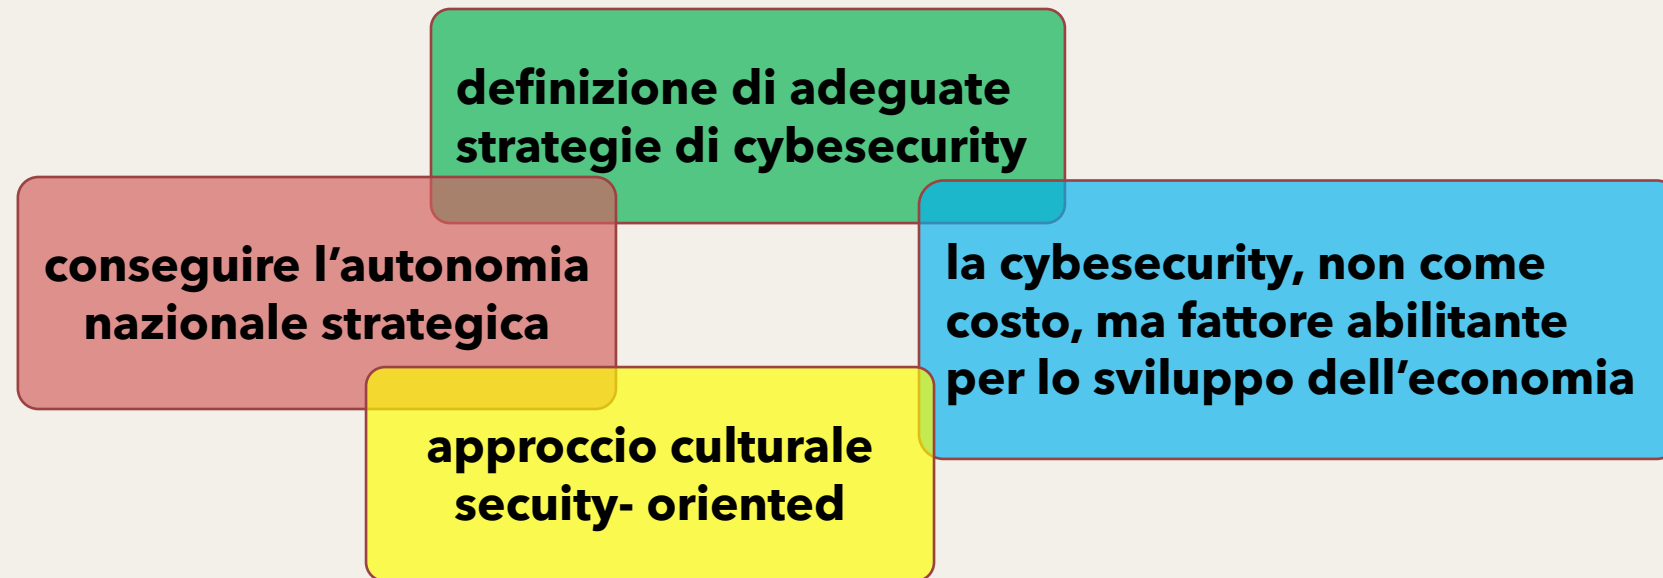 definizione di adeguate
strategie di cybesecurity
conseguire l’autonomia
nazionale strategica
la cybesecurity, non come
costo, ma fattore abilitante
per lo sviluppo dell’economia
approccio culturale
secuity- oriented